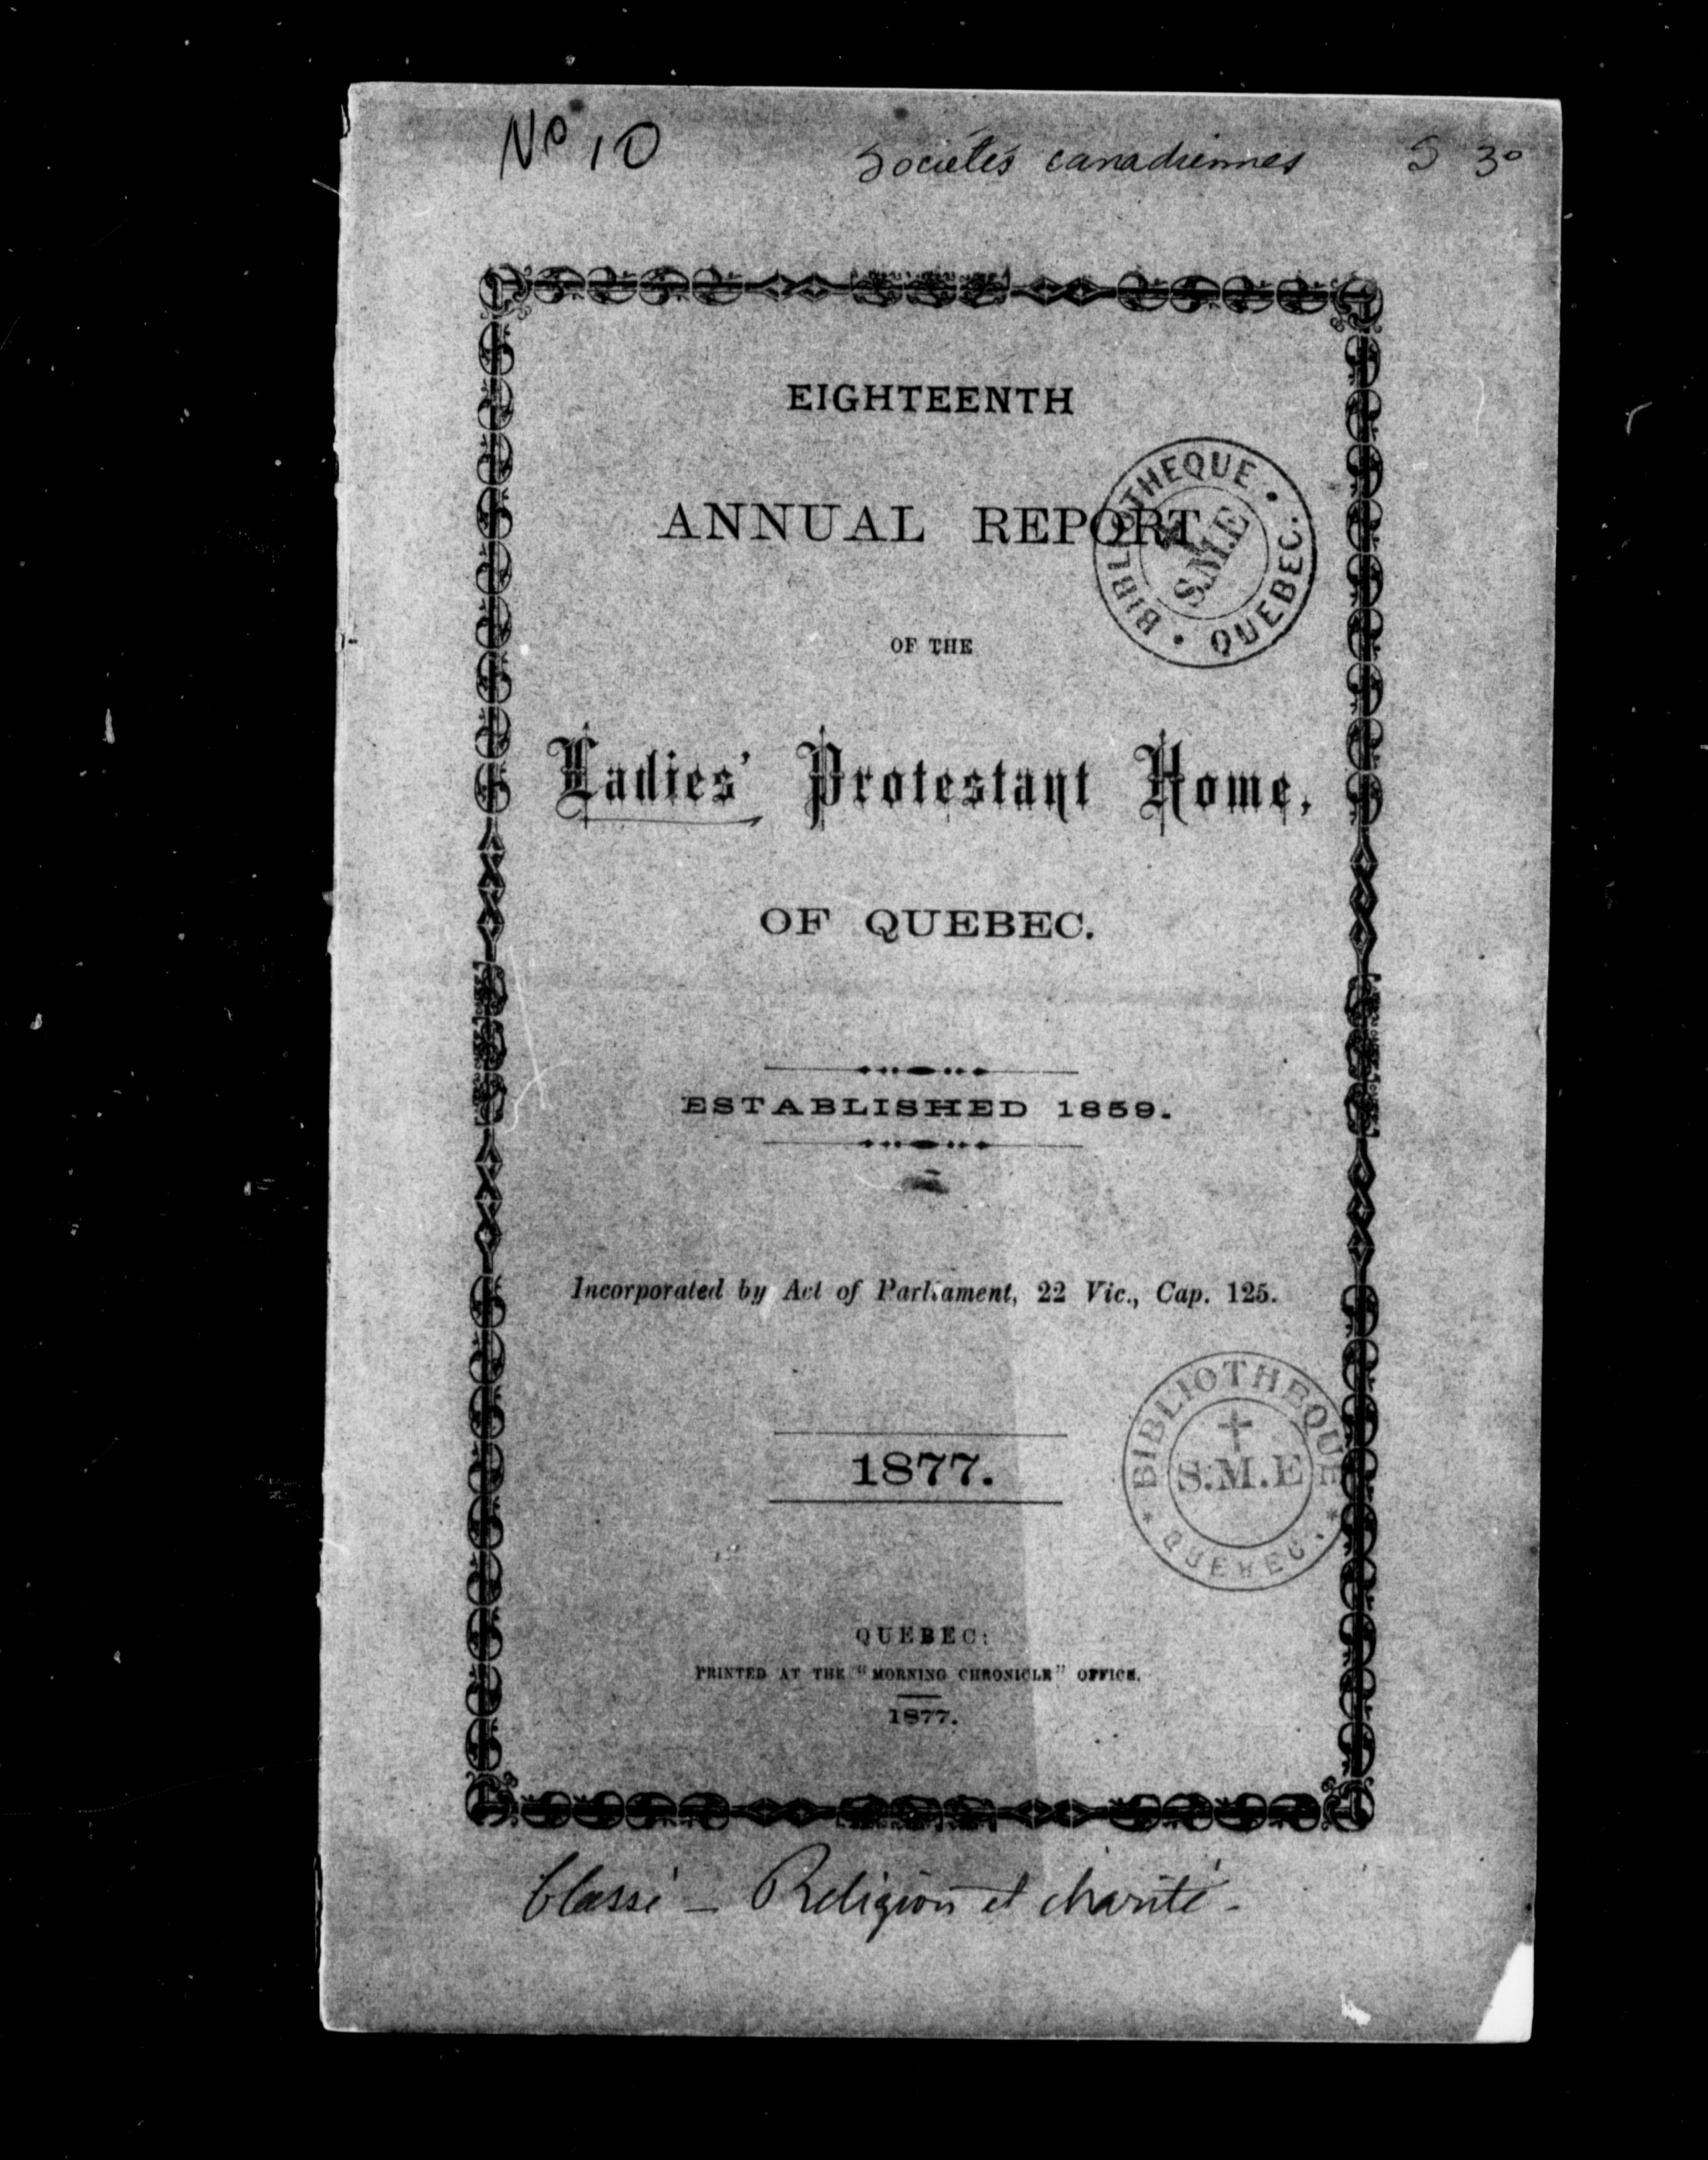 No 10 Sociétés canadiennes S 30
EIGHTEENTH
ANNUAL REPORT
BIBLIOTHEQUE
S.M.E
QUEBEC.
OF THE
Ladies' Protestant Home,
OF QUEBEC.
ESTABLISHED 1859.
Incorporated by Act of Parliament, 22 Vic., Cap. 125.
BIBLIOTHEQUE
S.M.E
QUEBEC.
1877.
QUEBEC:
PRINTED AT THE "MORNING CHRONICLE" OFFICE.
1877.
Classé - Religion et charité -